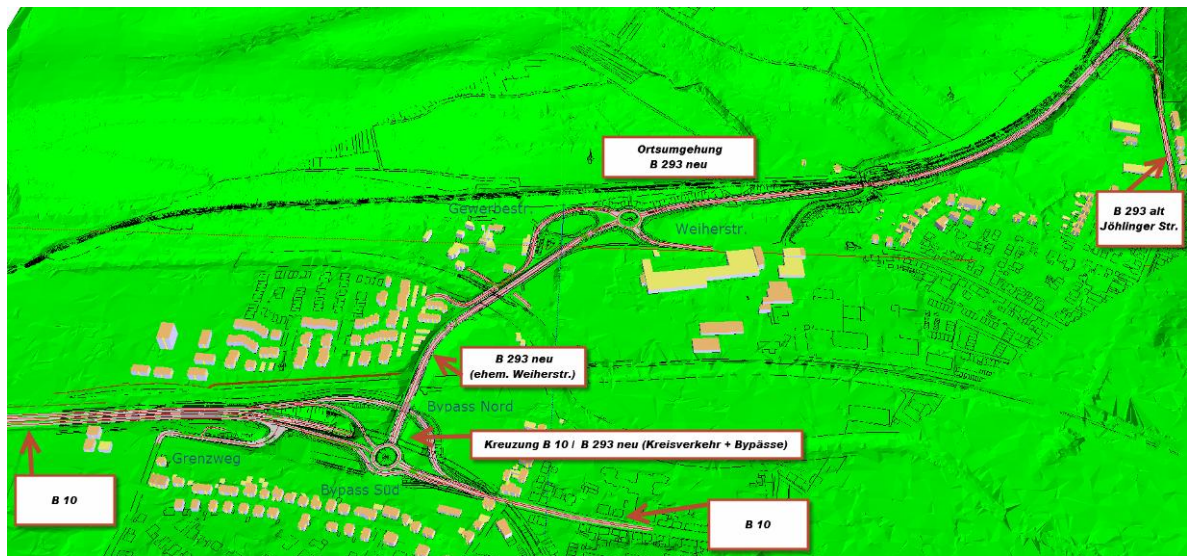 Ortsumgehung
B 293 neu
Gewerbestr.
Weiherstr.
B 293 alt
Jöhlinger Str.
B 293 neu
(ehem. Weiherstr.)
Bypass Nord
Kreuzung B 10 / B 293 neu (Kreisverkehr + Bypässe)
Grenzweg
Bypass Süd
B 10
B 10